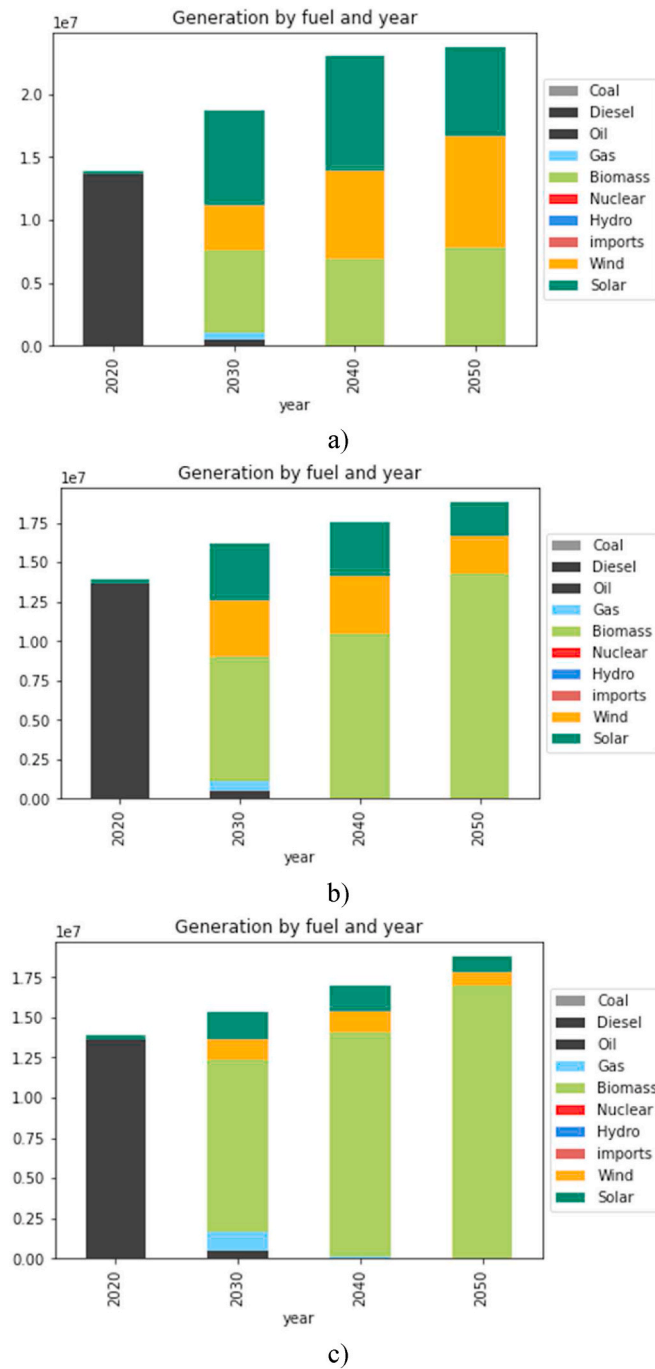 Generation by fuel and year
1e7
2.0
1.5
1.0
0.5
0.0
2020
2030
2040
2050
year
Coal
Diesel
Oil
Gas
Biomass
Nuclear
Hydro
imports
Wind
Solar
a)
Generation by fuel and year
1e7
1.75
1.50
1.25
1.00
0.75
0.50
0.25
0.00
2020
2030
2040
2050
year
Coal
Diesel
Oil
Gas
Biomass
Nuclear
Hydro
imports
Wind
Solar
b)
Generation by fuel and year
1e7
1.75
1.50
1.25
1.00
0.75
0.50
0.25
0.00
2020
2030
2040
2050
year
Coal
Diesel
Oil
Gas
Biomass
Nuclear
Hydro
imports
Wind
Solar
c)